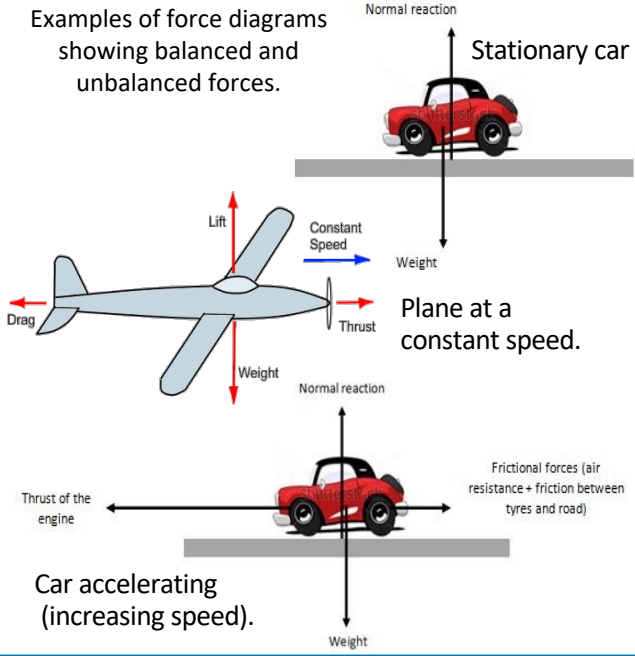 Examples of force diagrams
showing balanced and
unbalanced forces.
Normal reaction
Stationary car
Weight
Lift
Constant
Speed
Drag
Thrust
Weight
Plane at a
constant speed.
Normal reaction
Thrust of the
engine
Frictional forces (air
resistance + friction between
tyres and road)
Car accelerating
(increasing speed).
Weight